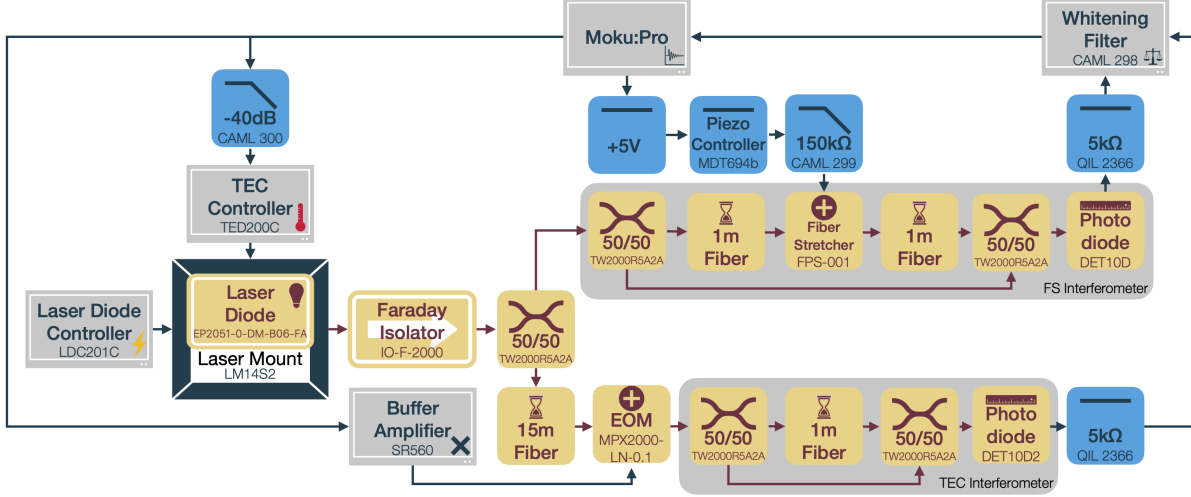 Moku:Pro
Whitening
Filter
CAML 298
-40dB
CAML 300
+5V
Piezo
Controller
MDT694b
150kΩ
CAML 299
5kΩ
QIL 2366
TEC
Controller
TED200C
50/50
TW2000R5A2A
1m
Fiber
Fiber
Stretcher
FPS-001
1m
Fiber
50/50
TW2000R5A2A
Photo
diode
DET10D
FS Interferometer
Laser Diode
Controller
LDC201C
Laser
Diode
EP2051-0-DM-B06-FA
Laser Mount
LM14S2
Faraday
Isolator
IO-F-2000
50/50
TW2000R5A2A
Buffer
Amplifier
SR560
15m
Fiber
EOM
MPX2000-
LN-0.1
50/50
TW2000R5A2A
1m
Fiber
50/50
TW2000R5A2A
Photo
diode
DET10D2
TEC Interferometer
5kΩ
QIL 2366